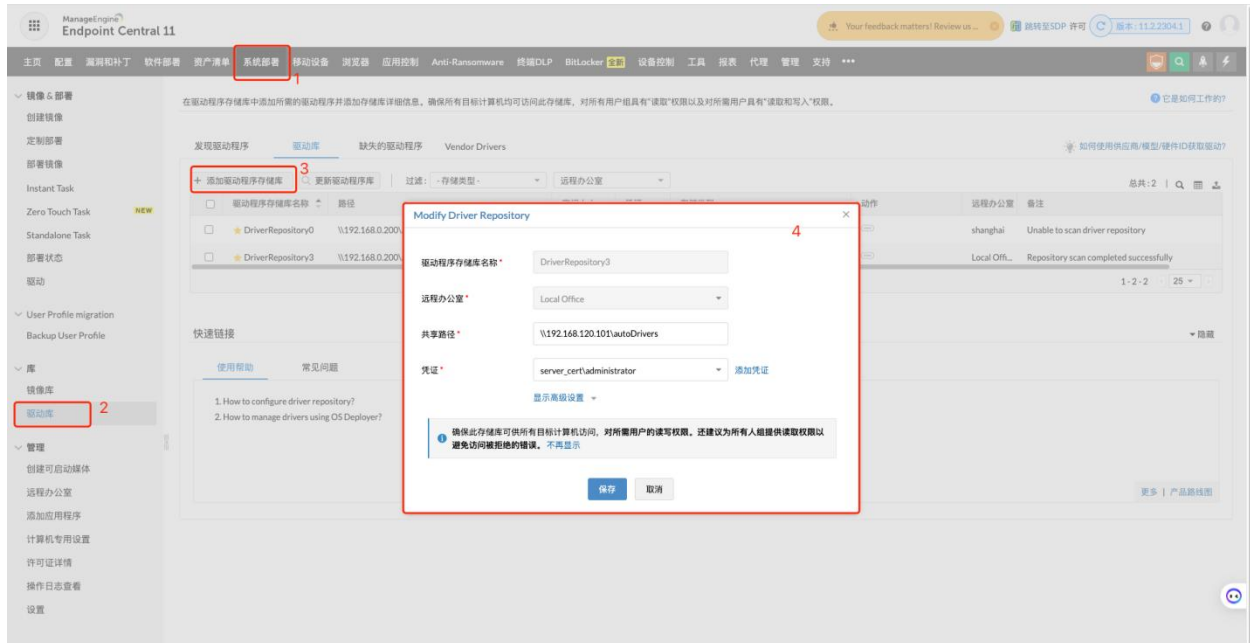 ManageEngine
Endpoint Central 11
Your feedback matters! Review us ...
跳转至SDP 许可 版本: 11.2.2304.1
主页 配置 漏洞和补丁 软件部署 资产清单 系统部署 移动设备 浏览器 应用控制 Anti-Ransomware 终端DLP BitLocker 全新 设备控制 工具 报表 代理 管理 支持 •••
1
镜像&部署
创建镜像
定制部署
部署镜像
Instant Task
Zero Touch Task NEW
Standalone Task
部署状态
驱动
User Profile migration
Backup User Profile
库
镜像库
驱动库 2
管理
创建可启动媒体
远程办公室
添加应用程序
计算机专用设置
许可证详情
操作日志查看
设置
在驱动程序存储库中添加所需的驱动程序并添加存储库详细信息。确保所有目标计算机均可访问此存储库，对所有用户组具有"读取"权限以及对所需用户具有"读取和写入"权限。
它是如何工作的?
发现驱动程序 驱动库 缺失的驱动程序 Vendor Drivers
如何使用供应商/模型/硬件ID获取驱动?
3
+ 添加驱动程序存储库 更新驱动程序库 过滤: -存储类型- 远程办公室
总共:2
驱动程序存储库名称 路径 动作 远程办公室 备注
DriverRepository0 \\192.168.0.200\ shanghai Unable to scan driver repository
DriverRepository3 \\192.168.0.200\ Local Offi... Repository scan completed successfully
1-2-2 25
Modify Driver Repository
4
驱动程序存储库名称* DriverRepository3
远程办公室* Local Office
共享路径* \\192.168.120.101\autoDrivers
凭证* server_cert\administrator 添加凭证
显示高级设置
确保此存储库可供所有目标计算机访问，对所需用户的读写权限。还建议为所有人组提供读取权限以
避免访问被拒绝的错误。不再显示
保存 取消
快速链接
隐藏
使用帮助 常见问题
1. How to configure driver repository?
2. How to manage drivers using OS Deployer?
更多 | 产品路线图